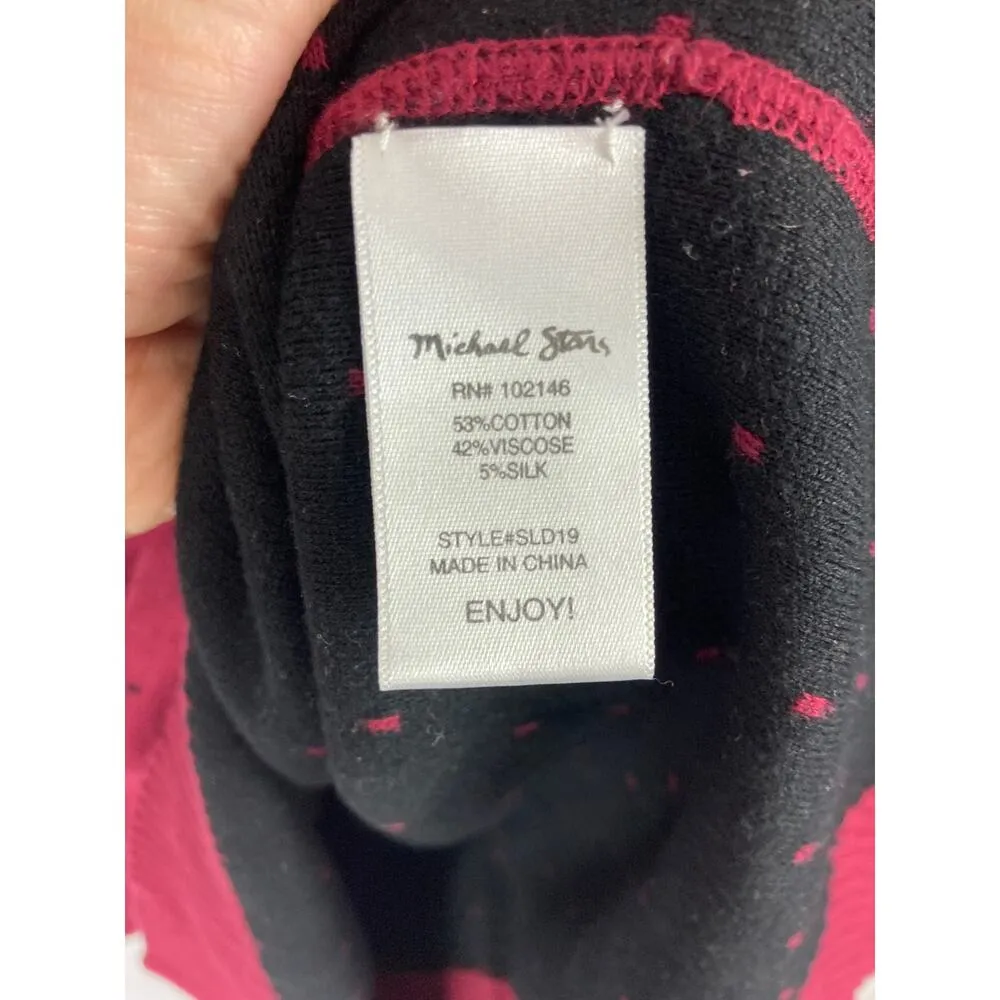 Michael Stars
RN# 102146
53%COTTON
42%VISCOSE
5%SILK
STYLE#SLD19
MADE IN CHINA
ENJOY!